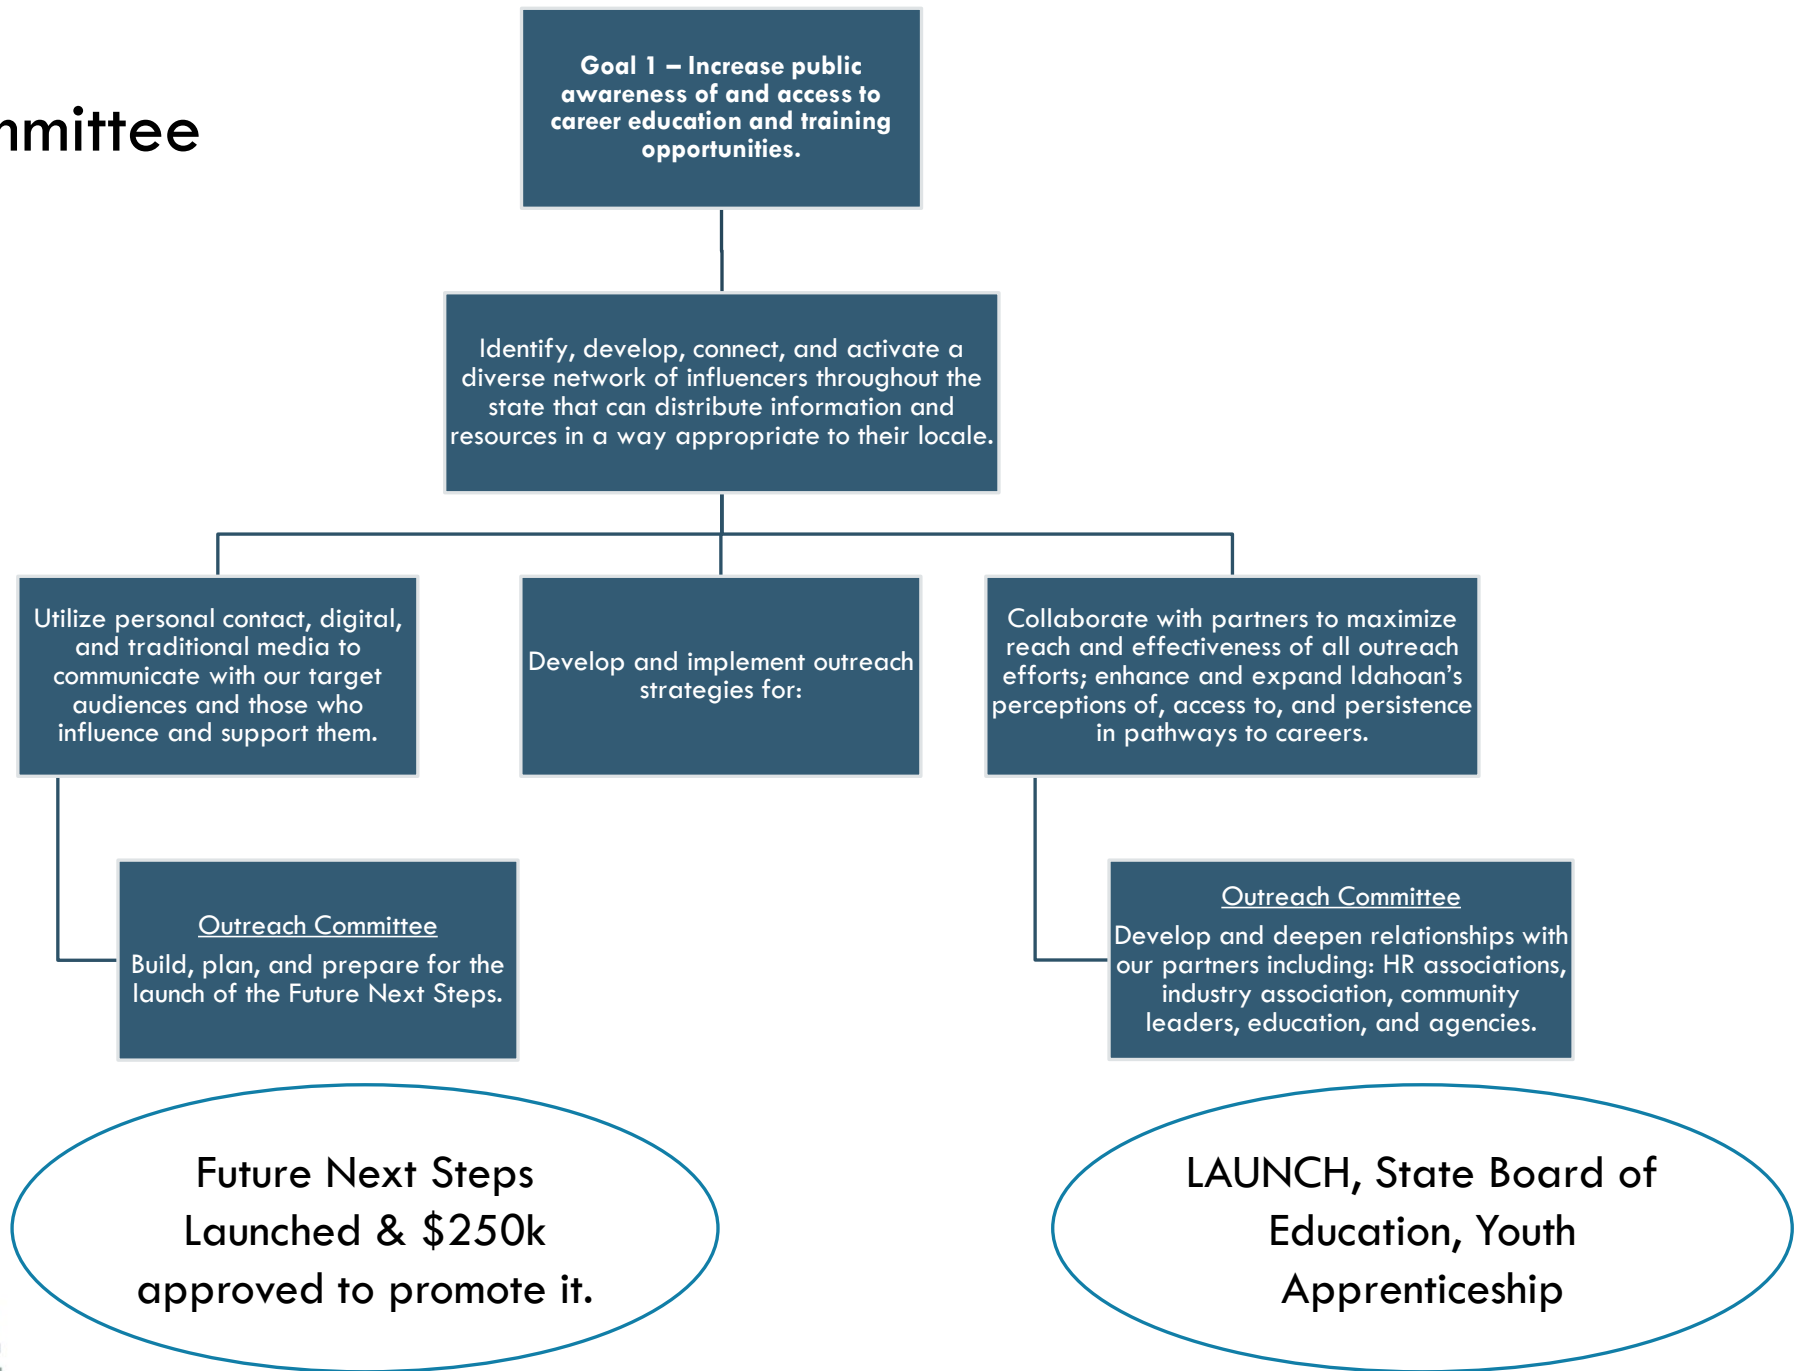 Goal 1 – Increase public
awareness of and access to
career education and training
opportunities.
Identify, develop, connect, and activate a
diverse network of influencers throughout the
state that can distribute information and
resources in a way appropriate to their locale.
Utilize personal contact, digital,
and traditional media to
communicate with our target
audiences and those who
influence and support them.
Develop and implement outreach
strategies for:
Collaborate with partners to maximize
reach and effectiveness of all outreach
efforts; enhance and expand Idahoan's
perceptions of, access to, and persistence
in pathways to careers.
Outreach Committee
Build, plan, and prepare for the
launch of the Future Next Steps.
Outreach Committee
Develop and deepen relationships with
our partners including: HR associations,
industry association, community
leaders, education, and agencies.
Future Next Steps
Launched & $250k
approved to promote it.
LAUNCH, State Board of
Education, Youth
Apprenticeship